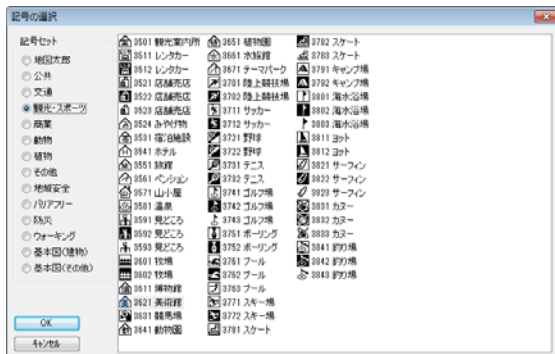 記号の選択
記号セット
地図太郎
公共
交通
観光・スポーツ
商業
動物
植物
その他
地域安全
バリアフリー
防災
ウォーキング
基本図(建物)
基本図(その他)
OK
キャンセル
3501 観光案内所
3511 レンタカー
3512 レンタカー
3521 店舗売店
3522 店舗売店
3523 店舗売店
3524 みやげ物
3531 宿泊施設
3541 ホテル
3551 旅館
3561 ペンション
3571 山小屋
3581 温泉
3591 見どころ
3592 見どころ
3593 見どころ
3601 牧場
3602 牧場
3611 博物館
3621 美術館
3631 競馬場
3641 動物園
3651 植物園
3661 水族館
3671 テーマパーク
3701 陸上競技場
3702 陸上競技場
3711 サッカー
3712 サッカー
3721 野球
3722 野球
3731 テニス
3732 テニス
3741 ゴルフ場
3742 ゴルフ場
3743 ゴルフ場
3751 ボーリング
3752 ボーリング
3761 プール
3762 プール
3763 プール
3771 スキー場
3772 スキー場
3781 スケート
3782 スケート
3783 スケート
3791 キャンプ場
3792 キャンプ場
3801 海水浴場
3802 海水浴場
3803 海水浴場
3811 ヨット
3812 ヨット
3821 サーフィン
3822 サーフィン
3823 サーフィン
3831 カヌー
3832 カヌー
3833 カヌー
3841 釣り場
3842 釣り場
3843 釣り場